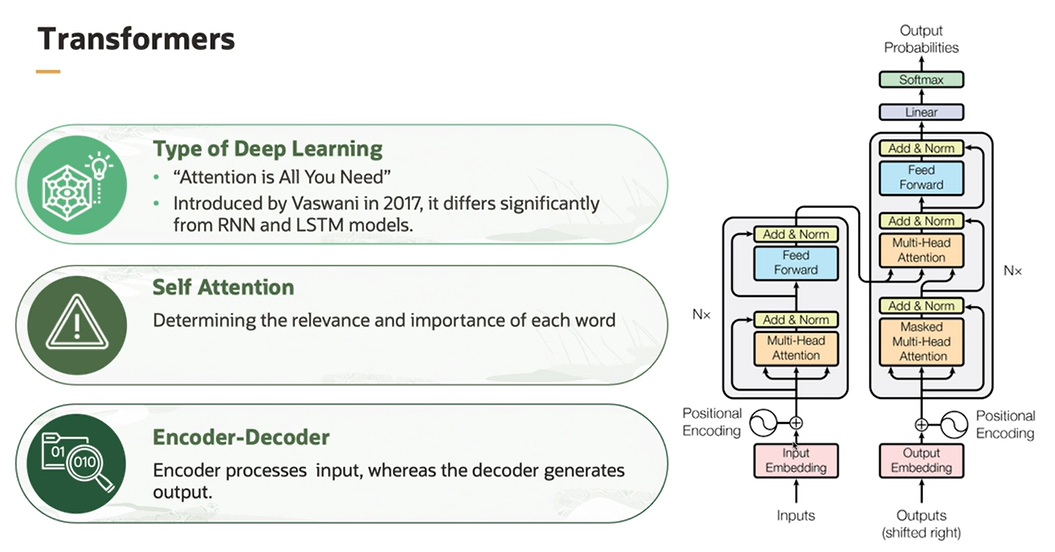 Transformers
Type of Deep Learning
• “Attention is All You Need”
• Introduced by Vaswani in 2017, it differs significantly
from RNN and LSTM models.
Self Attention
Determining the relevance and importance of each word
01
010
Encoder-Decoder
Encoder processes input, whereas the decoder generates
output.
Output
Probabilities
Softmax
Linear
Add & Norm
Feed
Forward
Add & Norm
Multi-Head
Attention
Add & Norm
Masked
Multi-Head
Attention
Nx
Add & Norm
Feed
Forward
Add & Norm
Multi-Head
Attention
Nx
Positional
Encoding
Positional
Encoding
Input
Embedding
Output
Embedding
Inputs
Outputs
(shifted right)